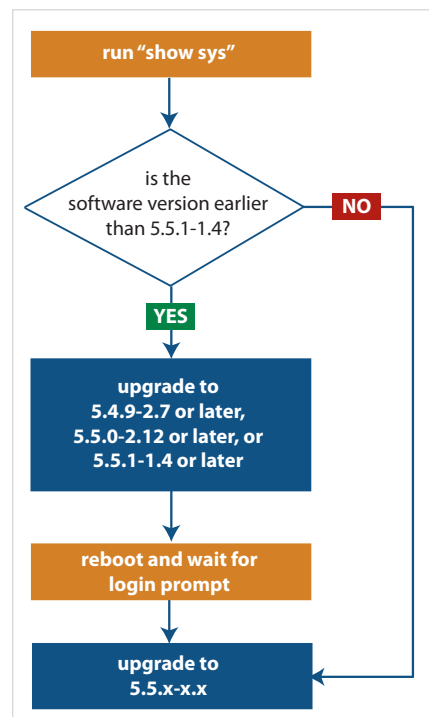 run “show sys”
is the
software version earlier
than 5.5.1-1.4?
NO
YES
upgrade to
5.4.9-2.7 or later,
5.5.0-2.12 or later, or
5.5.1-1.4 or later
reboot and wait for
login prompt
upgrade to
5.5.x-x.x